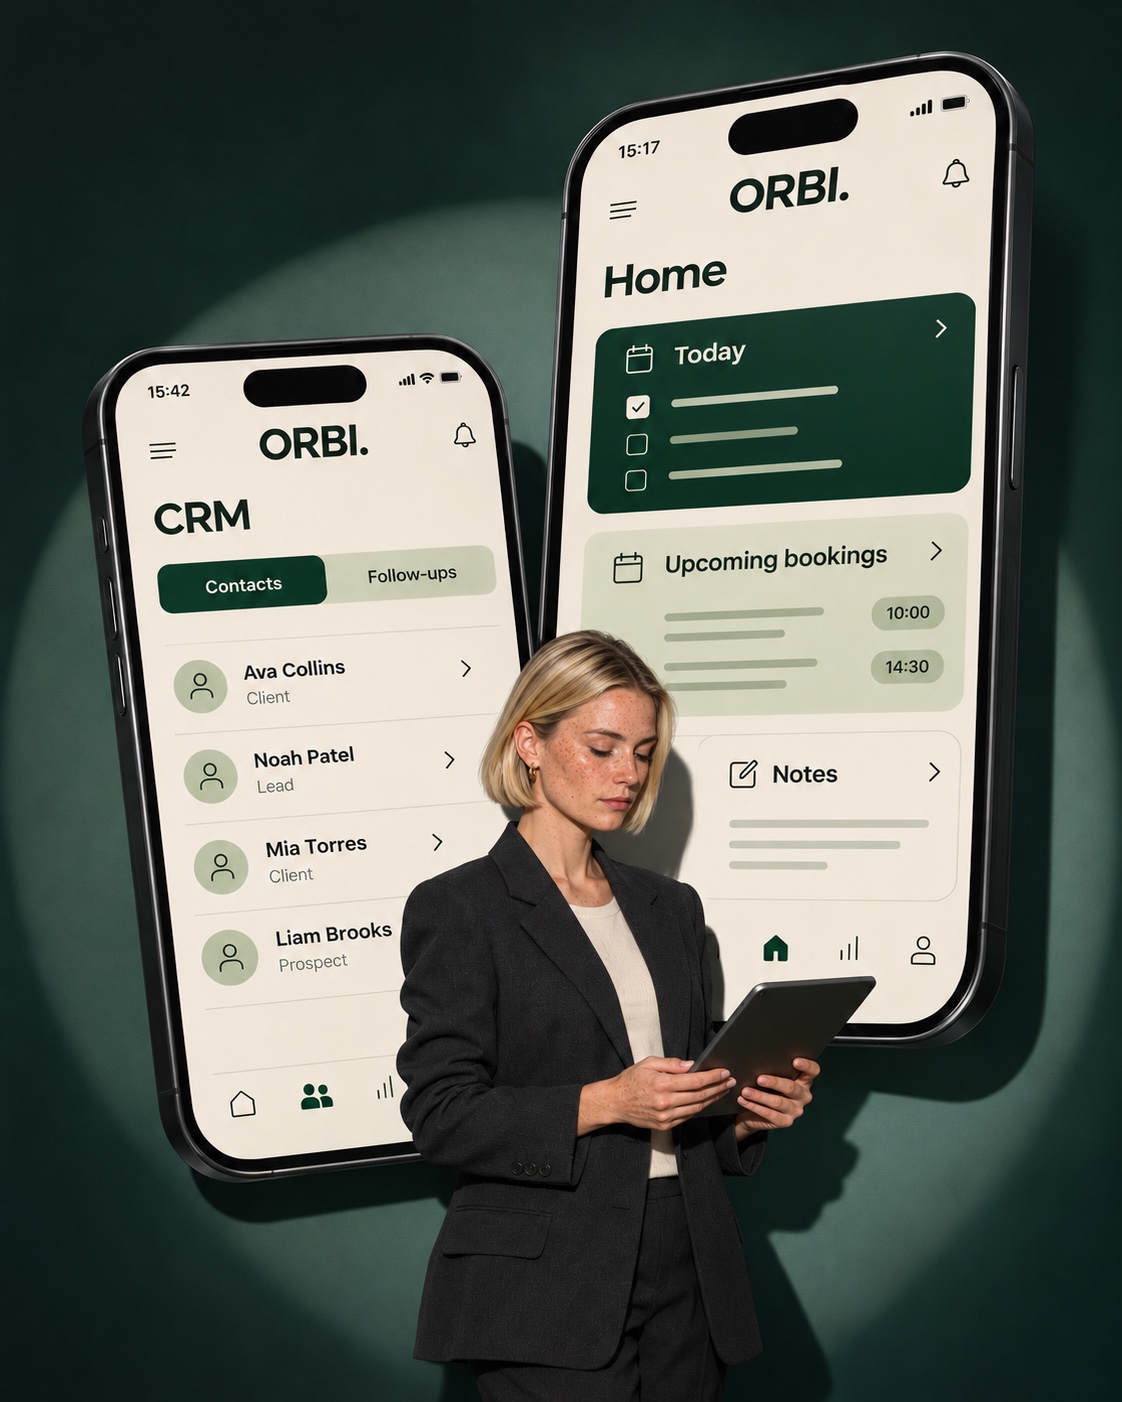 15:42
ORBI.
CRM
Contacts
Follow-ups
Ava Collins
Client
Noah Patel
Lead
Mia Torres
Client
Liam Brooks
Prospect
15:17
ORBI.
Home
Today
Upcoming bookings
10:00
14:30
Notes